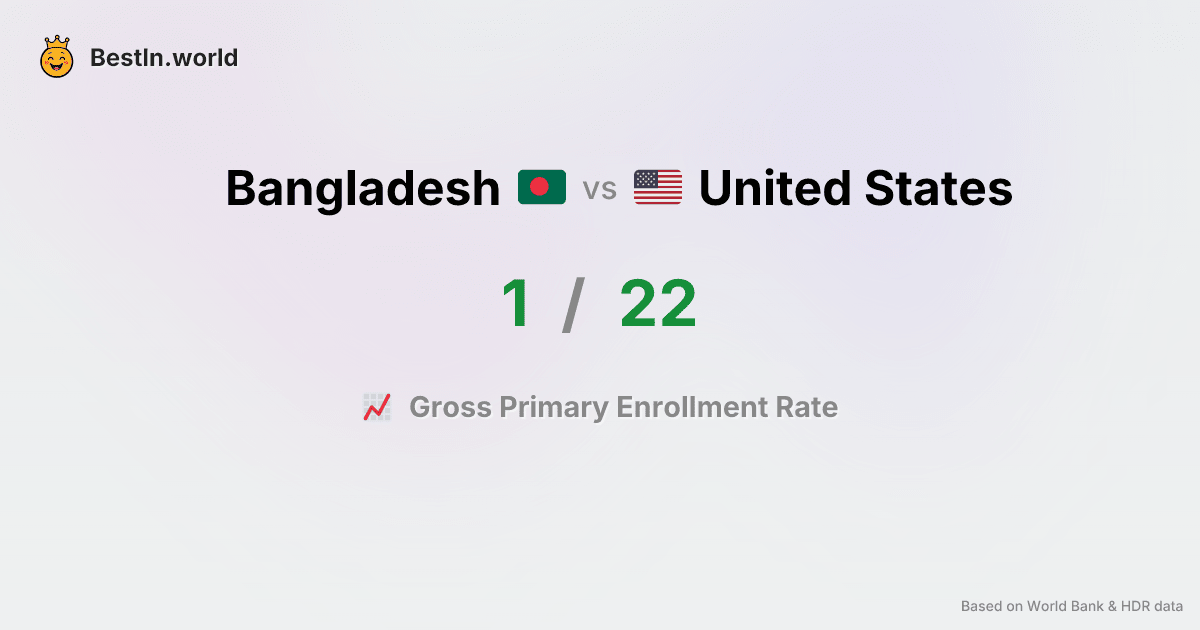 BestIn.world
Bangladesh vs United States
1 / 22
Gross Primary Enrollment Rate
Based on World Bank & HDR data